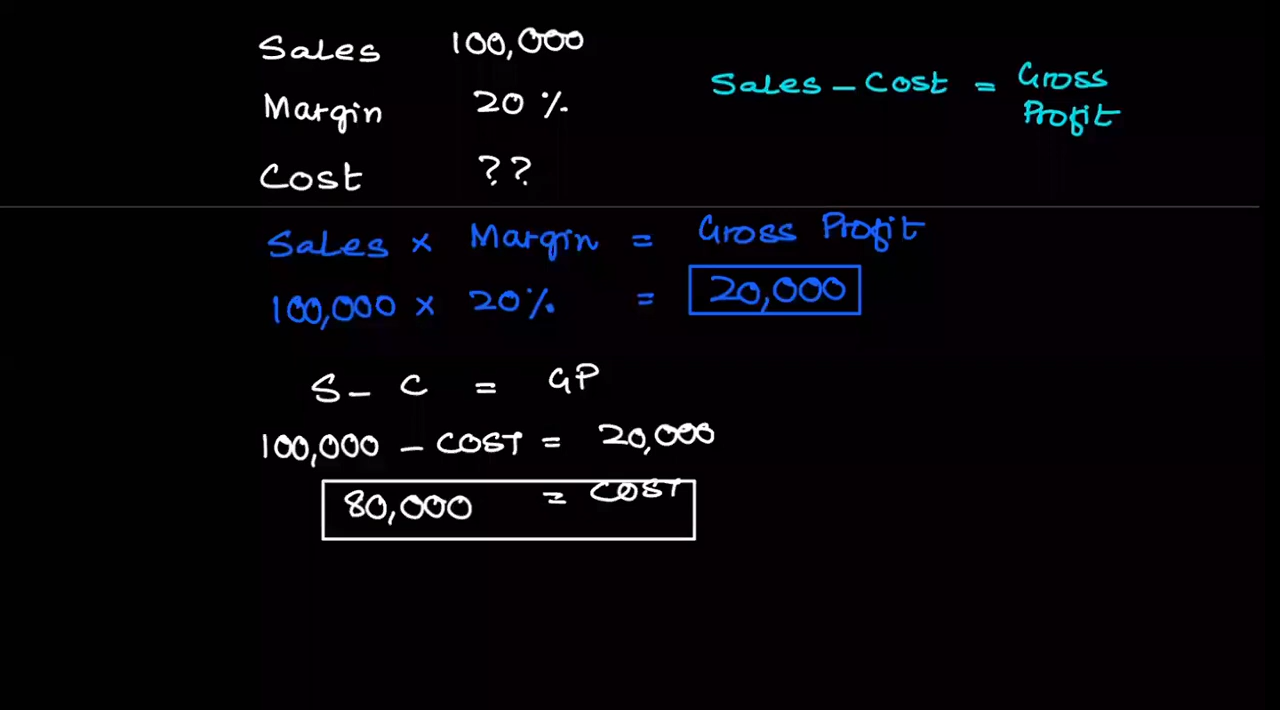 Sales 100,000
Margin 20 %
Cost ??
Sales - Cost = Gross
Profit
Sales x Margin = Gross Profit
100,000 x 20% = 20,000
S - C = GP
100,000 - COST = 20,000
80,000 = COST